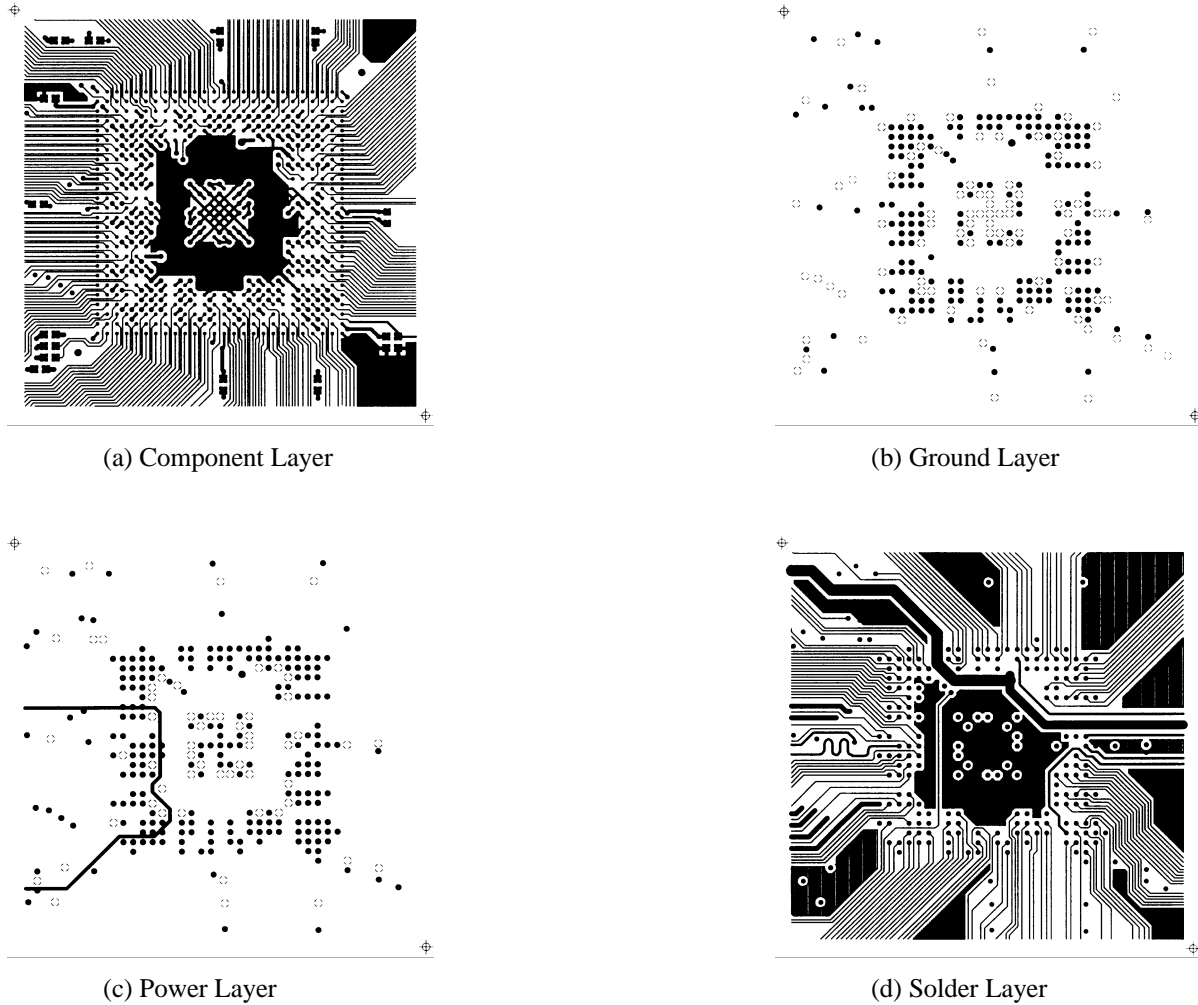 (a) Component Layer
(b) Ground Layer
(c) Power Layer
(d) Solder Layer